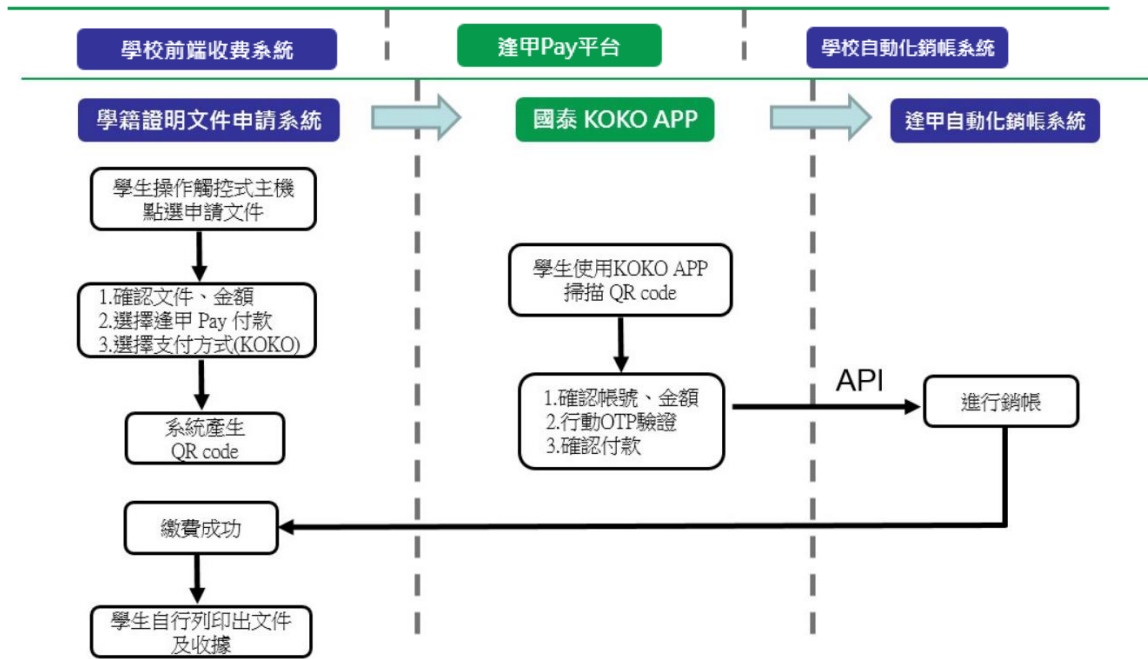 學校前端收費系統
逢甲Pay平台
學校自動化銷帳系統
學籍證明文件申請系統
國泰 KOKO APP
逢甲自動化銷帳系統
學生操作觸控式主機
點選申請文件
1.確認文件、金額
2.選擇逢甲 Pay 付款
3.選擇支付方式(KOKO)
系統產生
QR code
學生使用KOKO APP
掃描 QR code
1.確認帳號、金額
2.行動OTP驗證
3.確認付款
API
進行銷帳
繳費成功
學生自行列印出文件
及收據